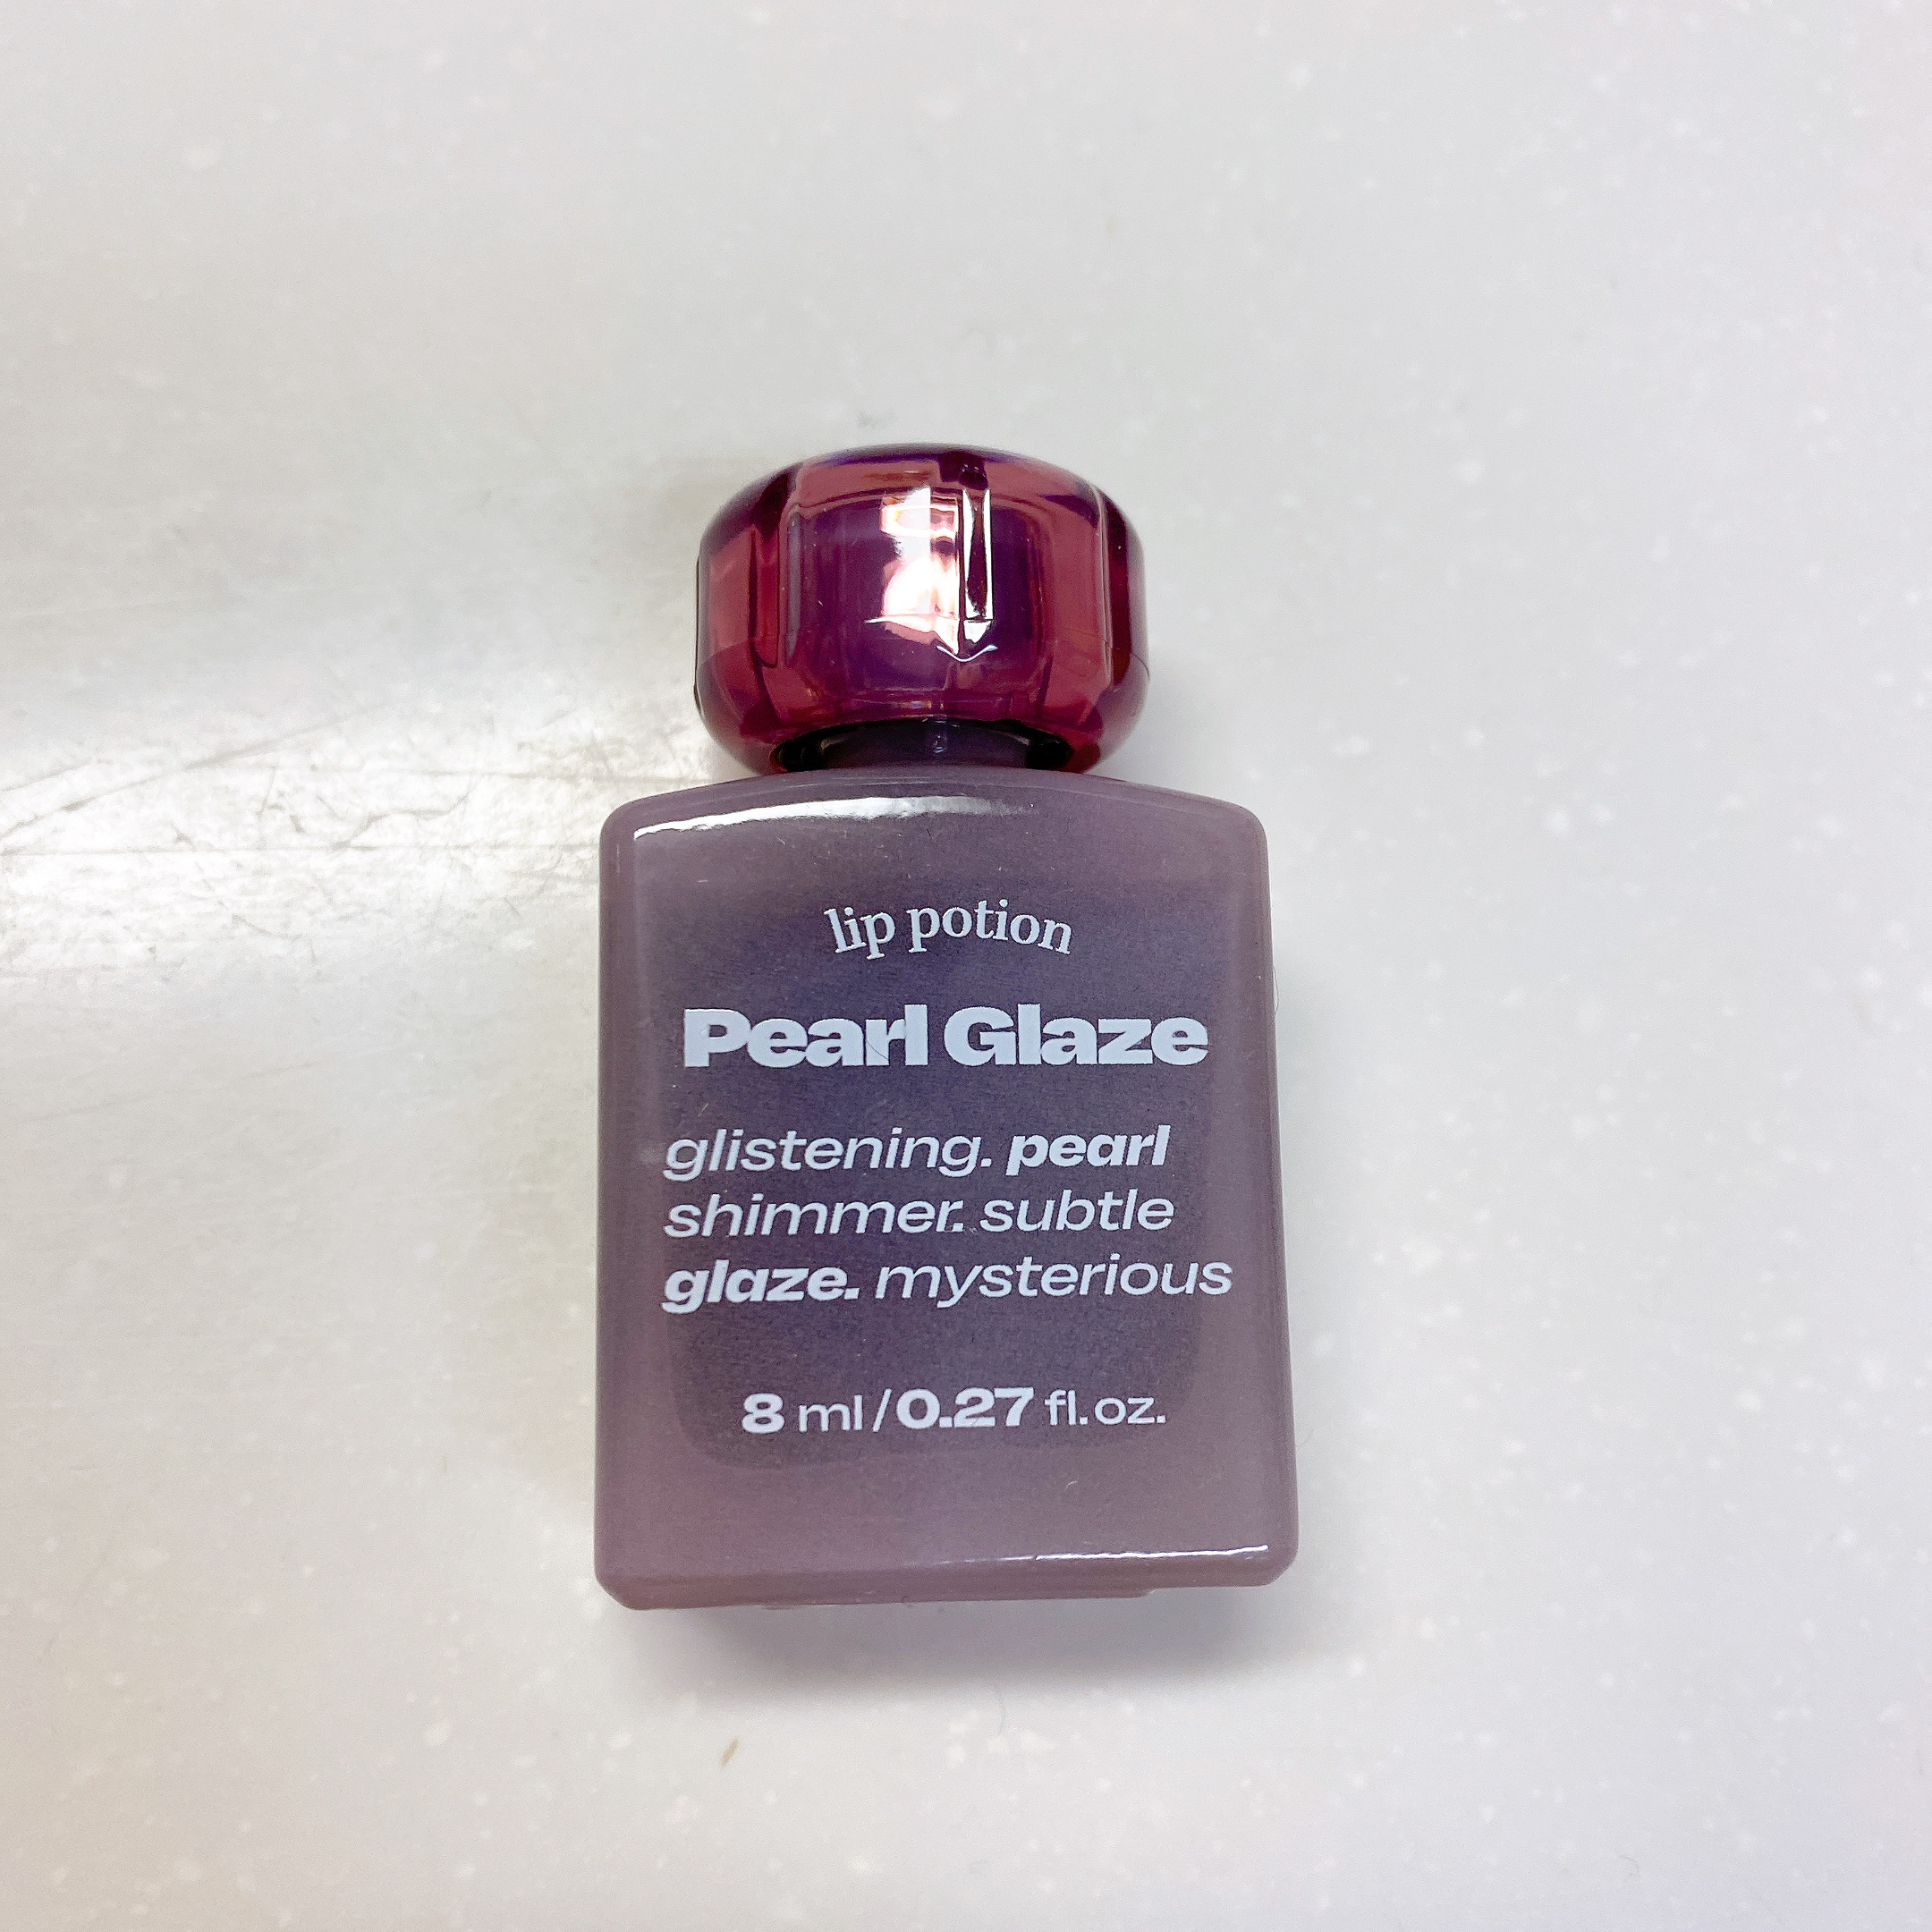 lip potion
Pearl Glaze
glistening. pearl
shimmer. subtle
glaze. mysterious
8 ml/0.27 fl.oz.